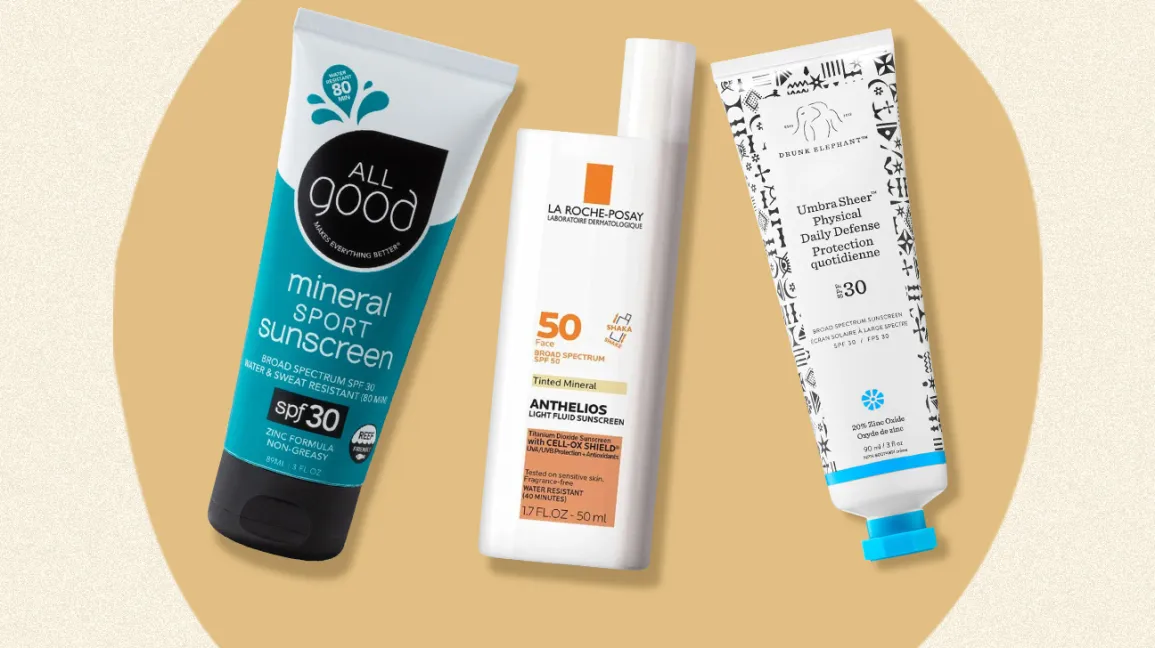 WATER
RESISTANT
80
MIN
ALL
good
MAKES EVERYTHING BETTER®
mineral
SPORT
sunscreen
BROAD SPECTRUM SPF 30
WATER & SWEAT RESISTANT (80 MIN)
spf 30
ZINC FORMULA
NON-GREASY
REEF
FRIENDLY
89ML | 3 FL OZ
LA ROCHE-POSAY
LABORATOIRE DERMATOLOGIQUE
50
Face
BROAD SPECTRUM
SPF 50
SHAKA
SHAKE
Tinted Mineral
ANTHELIOS
LIGHT FLUID SUNSCREEN
Titanium Dioxide Sunscreen
with CELL-OX SHIELD®
UVA/UVB Protection + Antioxidants
Tested on sensitive skin.
Fragrance-free.
WATER RESISTANT
(40 MINUTES)
1.7 FL.OZ - 50 ml
DRUNK ELEPHANT™
Umbra Sheer™
Physical
Daily Defense
Protection
quotidienne
30
BROAD SPECTRUM SUNSCREEN
ÉCRAN SOLAIRE À LARGE SPECTRE
SPF 30 / FPS 30
20% Zinc Oxide
Oxyde de zinc
90 ml / 3 fl oz